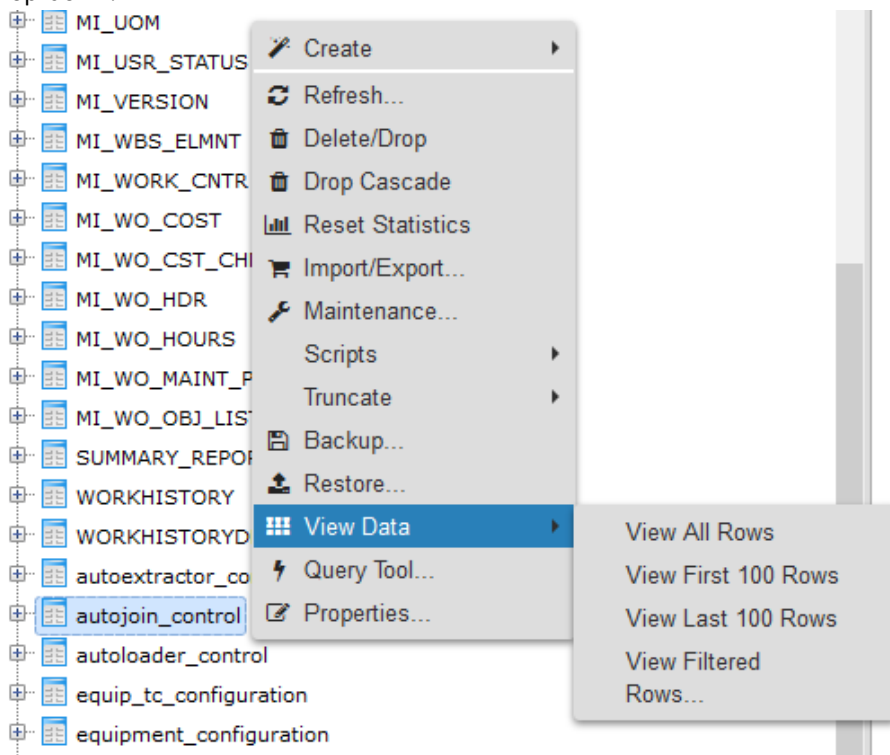 MI_UOM
MI_USR_STATUS
MI_VERSION
MI_WBS_ELMNT
MI_WORK_CNTR
MI_WO_COST
MI_WO_CST_CH
MI_WO_HDR
MI_WO_HOURS
MI_WO_MAINT_P
MI_WO_OBJ_LIS
SUMMARY_REPO
WORKHISTORY
WORKHISTORYD
autoextractor_co
autojoin_control
autoloader_control
equip_tc_configuration
equipment_configuration
Create
Refresh...
Delete/Drop
Drop Cascade
Reset Statistics
Import/Export...
Maintenance...
Scripts
Truncate
Backup...
Restore...
View Data
Query Tool...
Properties...
View All Rows
View First 100 Rows
View Last 100 Rows
View Filtered
Rows...